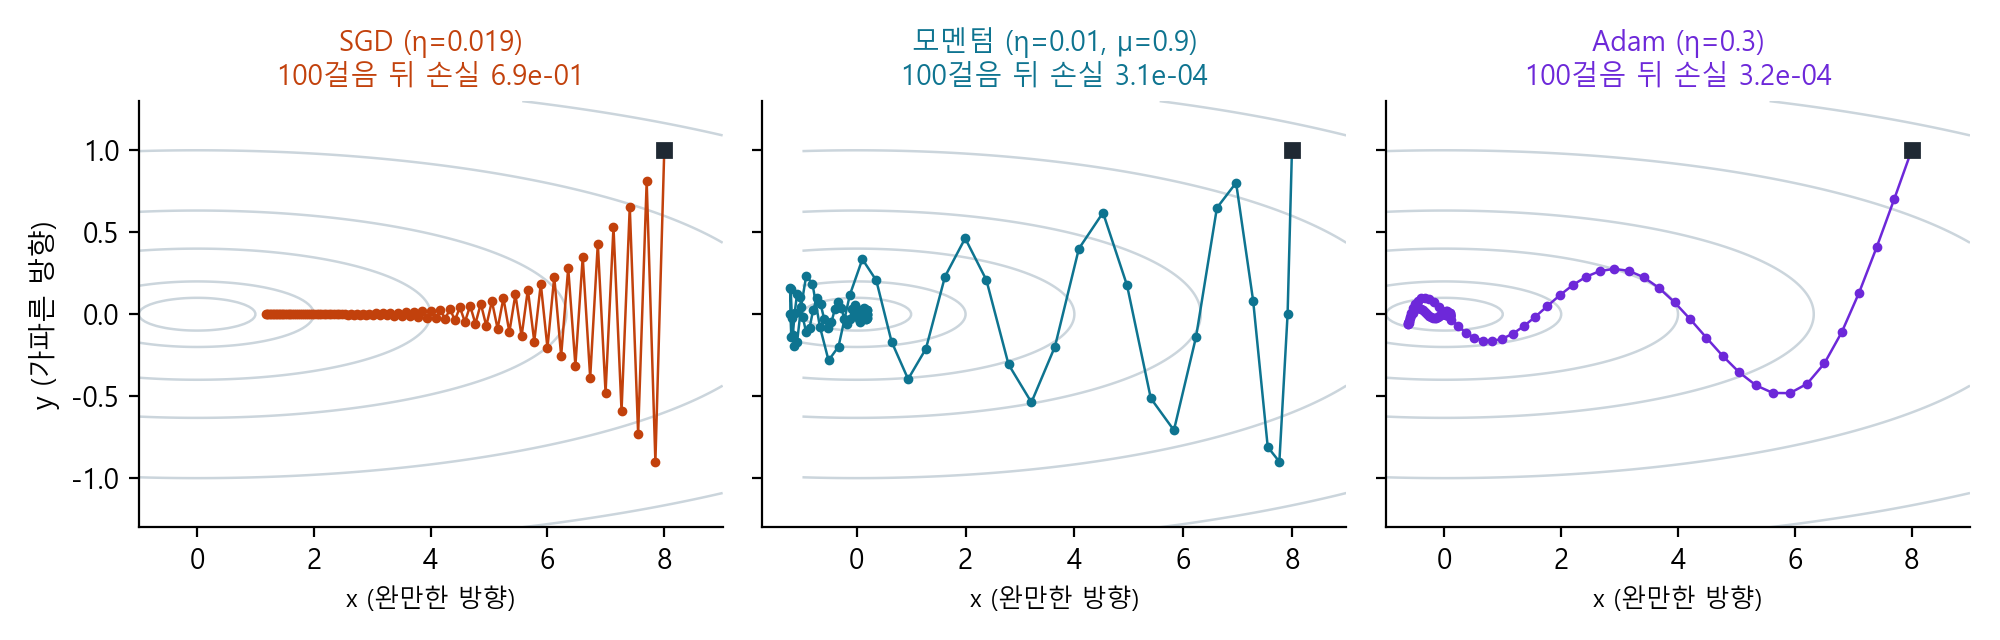 SGD (η=0.019)
100걸음 뒤 손실 6.9e-01
모멘텀 (η=0.01, μ=0.9)
100걸음 뒤 손실 3.1e-04
Adam (η=0.3)
100걸음 뒤 손실 3.2e-04
y (가파른 방향)
1.0
0.5
0.0
-0.5
-1.0
0 2 4 6 8
0 2 4 6 8
0 2 4 6 8
x (완만한 방향)
x (완만한 방향)
x (완만한 방향)